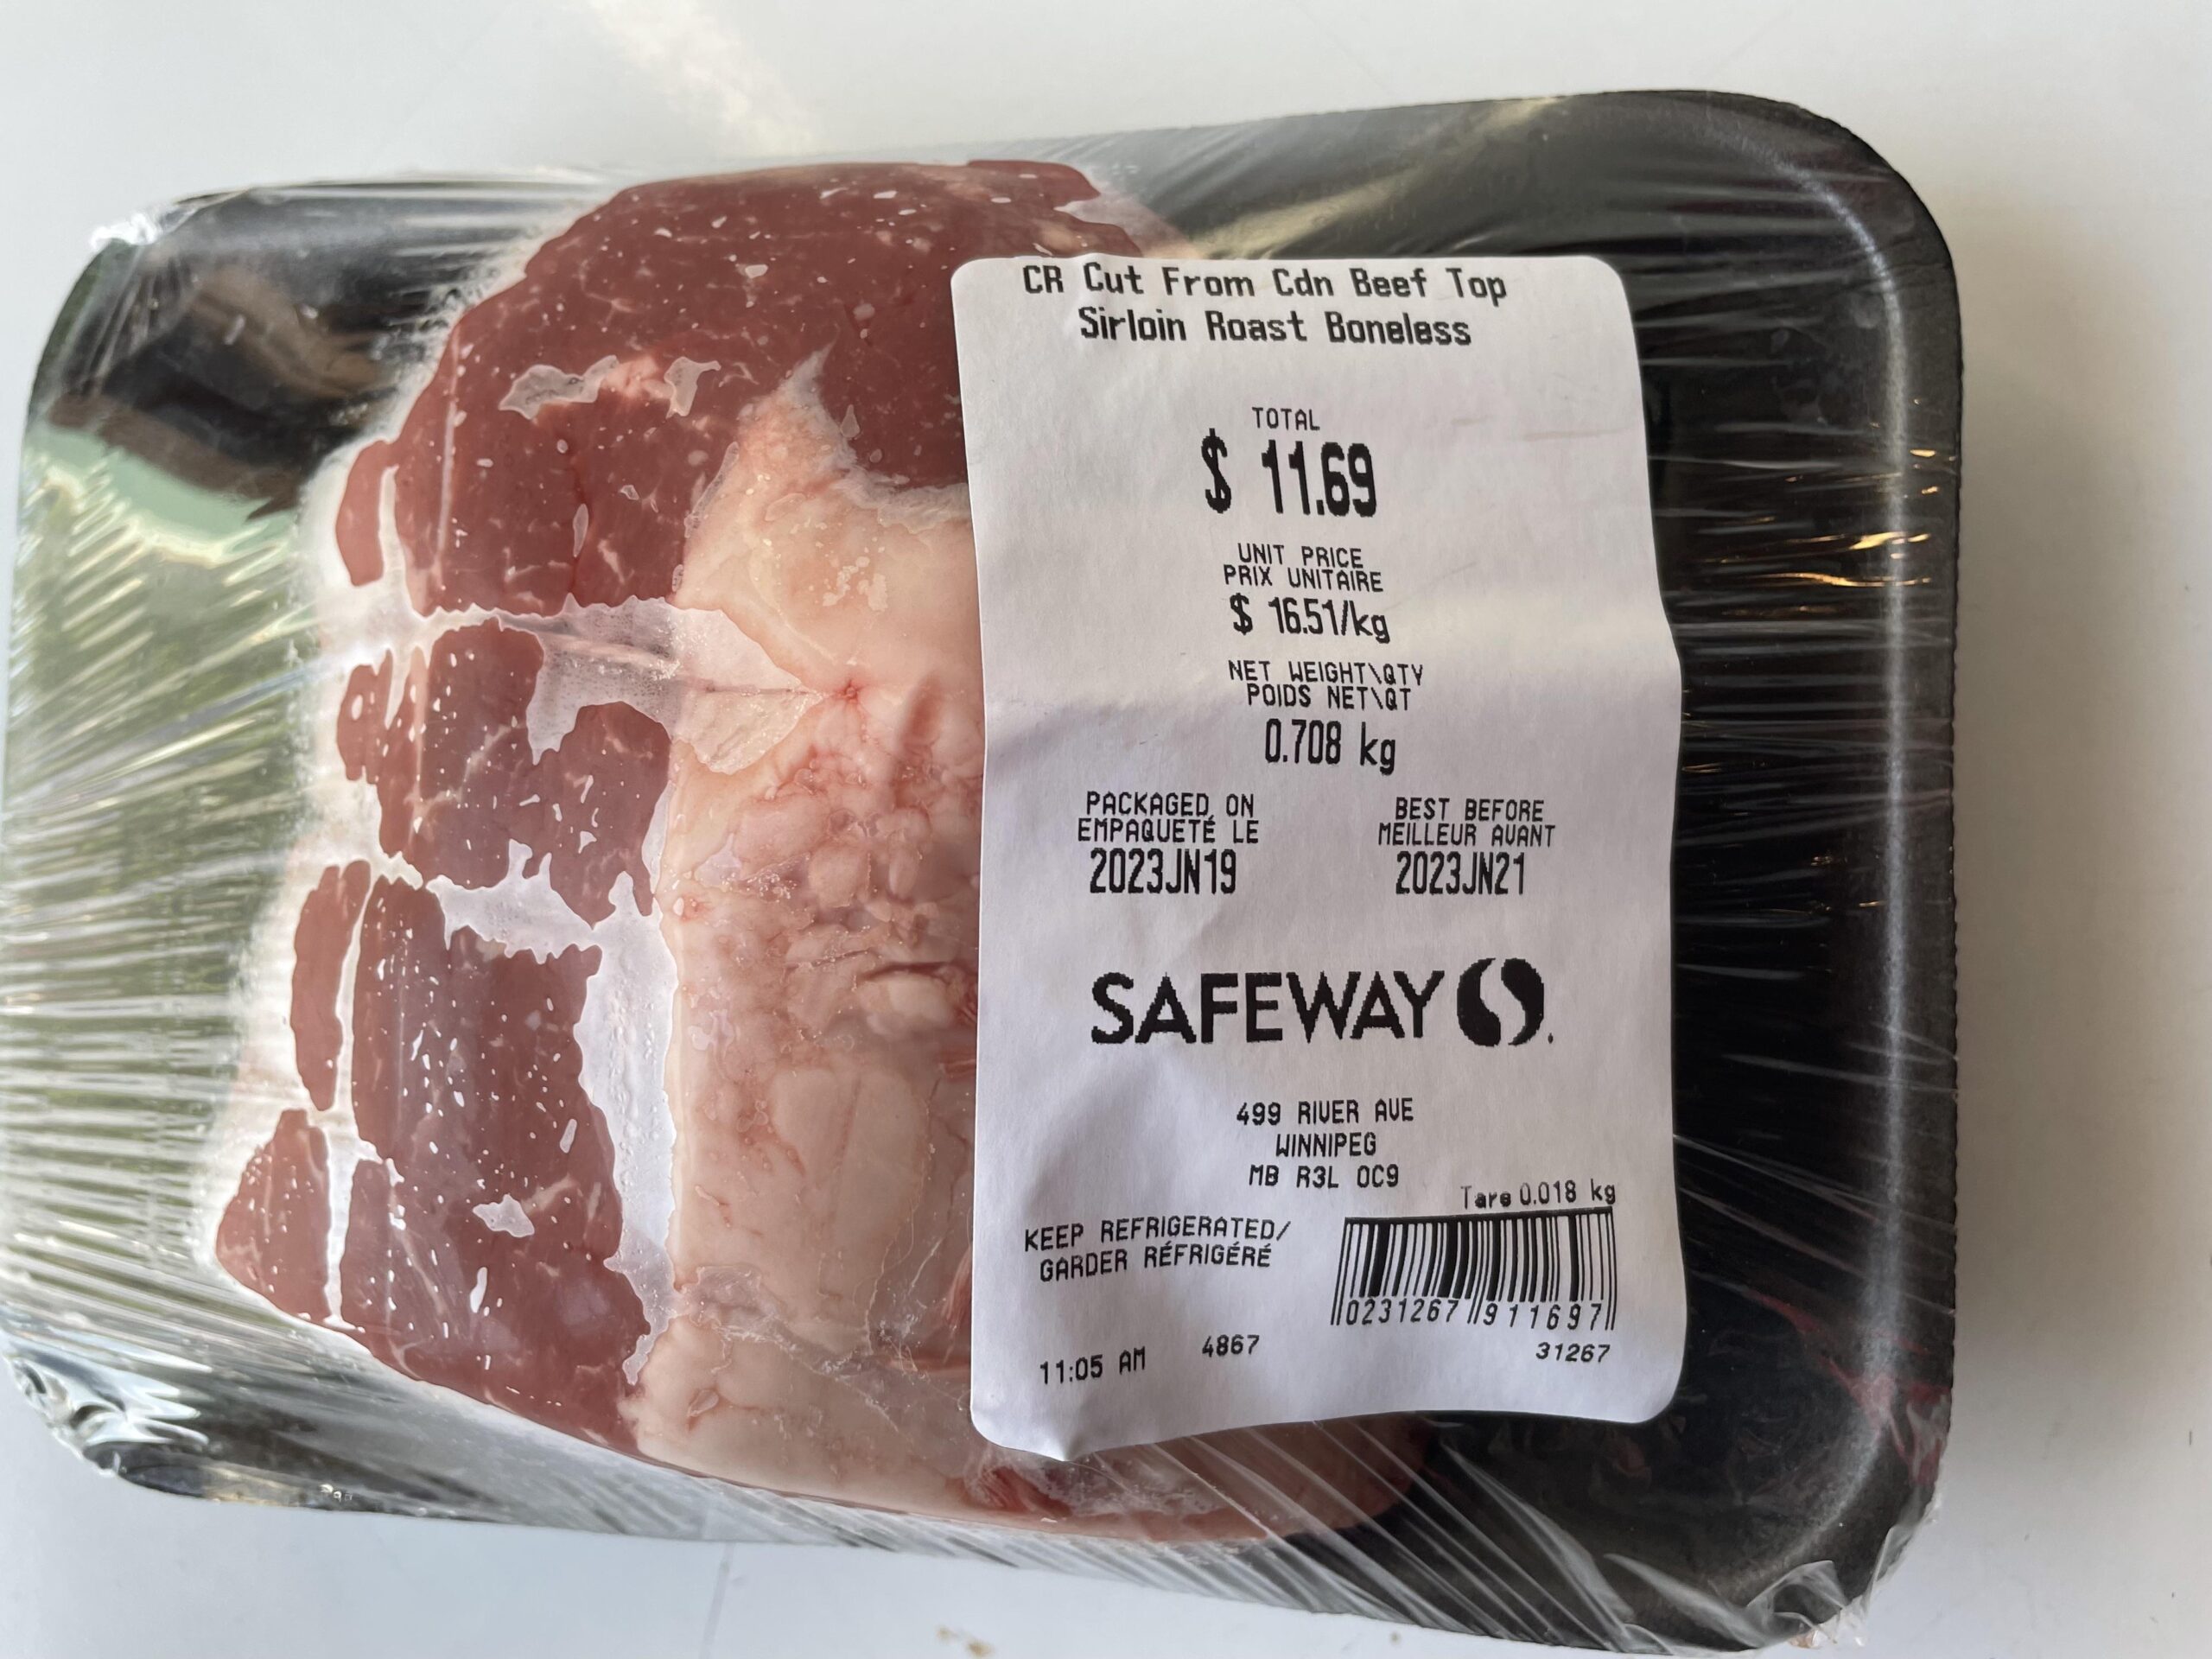 CR Cut From Cdn Beef Top
Sirloin Roast Boneless
TOTAL
$ 11.69
UNIT PRICE
PRIX UNITAIRE
$ 16.51/kg
NET WEIGHT\QTY
POIDS NET\QT
0.708 kg
PACKAGED ON
EMPAQUETÉ LE
2023JN19
BEST BEFORE
MEILLEUR AVANT
2023JN21
SAFEWAY
499 RIVER AVE
WINNIPEG
MB R3L 0C9
Tare 0.018 kg
KEEP REFRIGERATED/
GARDER RÉFRIGÉRÉ
0231267 911697
11:05 AM 4867 31267